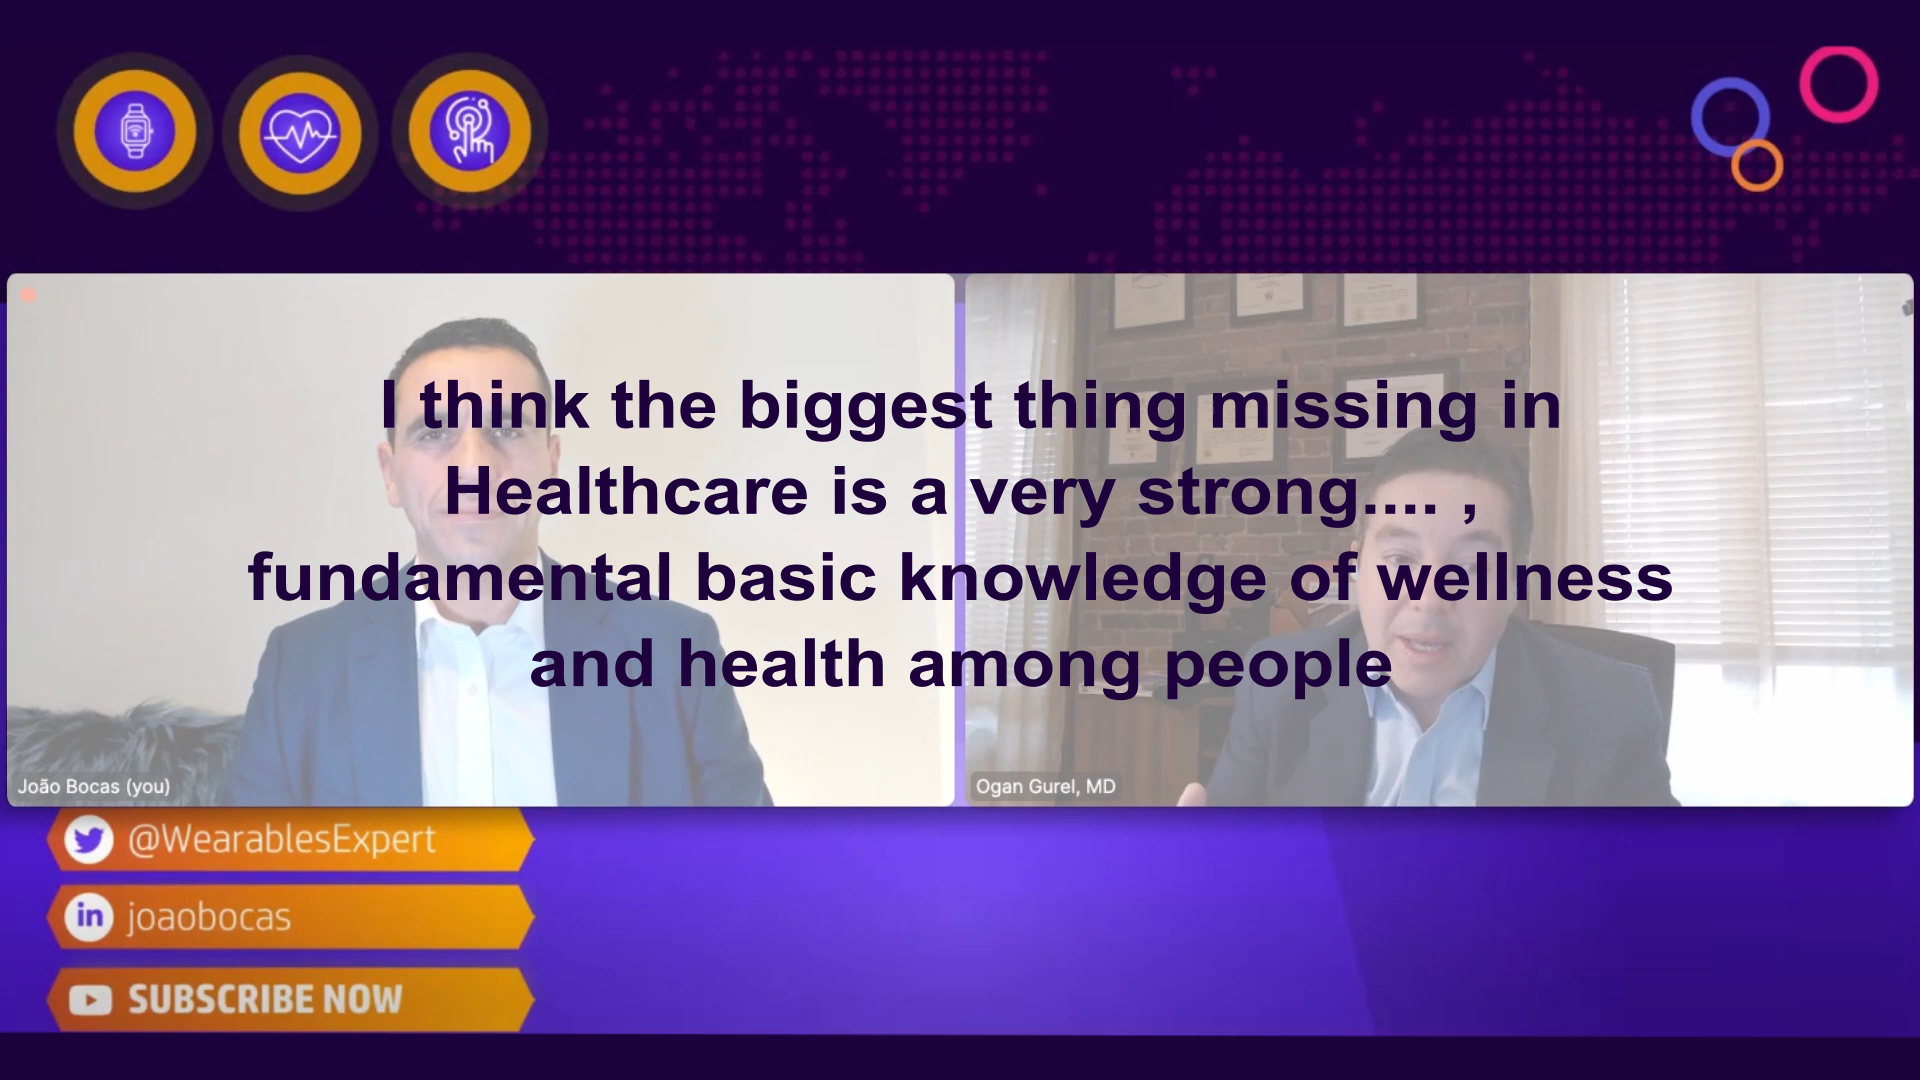 I think the biggest thing missing in
Healthcare is a very strong.... ,
fundamental basic knowledge of wellness
and health among people
João Bocas (you)
Ogan Gurel, MD
@WearablesExpert
in joaobocas
SUBSCRIBE NOW